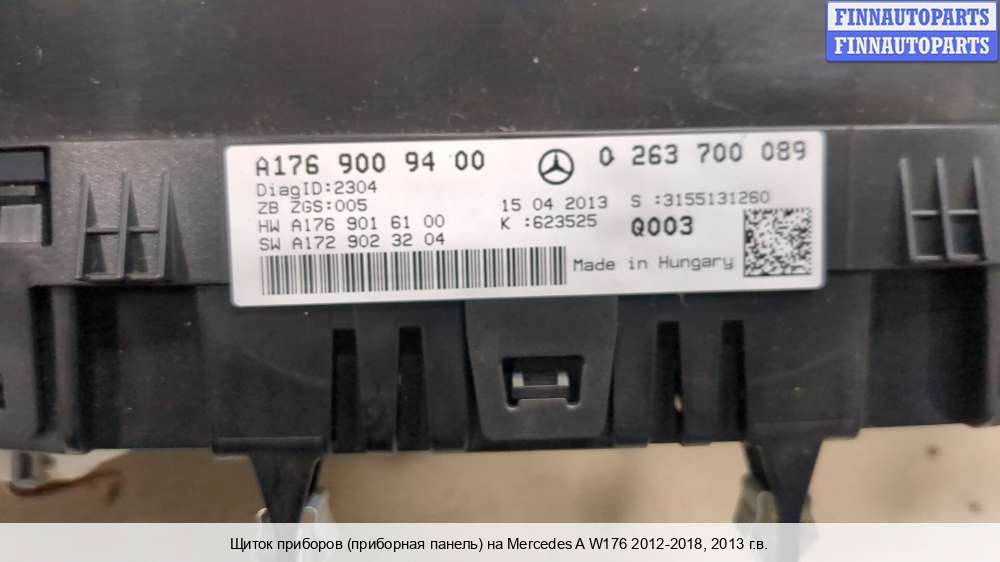 FINNAUTOPARTS
FINNAUTOPARTS
A176 900 94 00 0 263 700 089
DiagID:2304
ZB ZGS:005 15 04 2013 S :3155131260
HW A176 901 61 00 K :623525 Q003
SW A172 902 32 04
Made in Hungary
Щиток приборов (приборная панель) на Mercedes A W176 2012-2018, 2013 г.в.